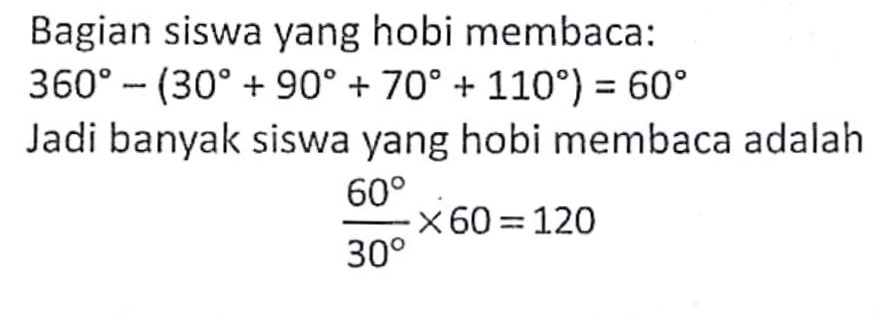 Bagian siswa yang hobi membaca:
360° – (30° + 90° + 70° + 110°) = 60°
Jadi banyak siswa yang hobi membaca adalah
60°
—— × 60 = 120
30°